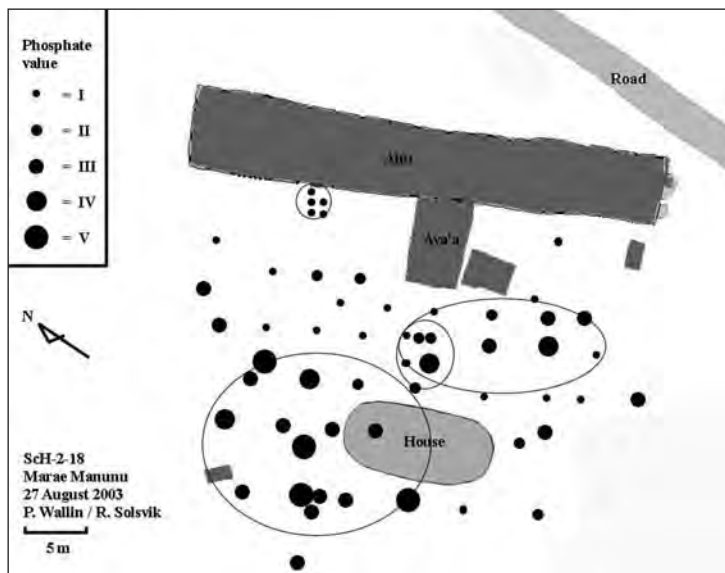 Phosphate
value
= I
= II
= III
= IV
= V
Road
Ahu
Ava'a
N
House
ScH-2-18
Marae Manunu
27 August 2003
P. Wallin / R. Solsvik
5 m